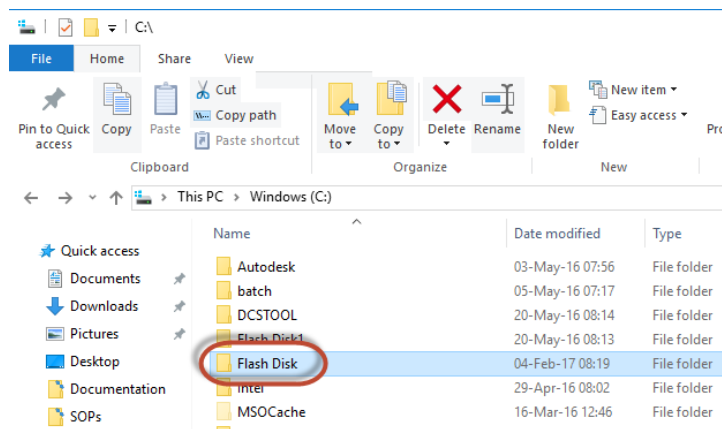 C:\
File Home Share View
Pin to Quick access
Copy
Paste
Cut
Copy path
Paste shortcut
Clipboard
Move to
Copy to
Delete
Rename
Organize
New folder
New item
Easy access
New
This PC > Windows (C:)
Name Date modified Type
Quick access
Documents
Downloads
Pictures
Desktop
Documentation
SOPs
Autodesk 03-May-16 07:56 File folder
batch 05-May-16 07:17 File folder
DCSTOOL 20-May-16 08:14 File folder
Flash Disk1 20-May-16 08:13 File folder
Flash Disk 04-Feb-17 08:19 File folder
Intel 29-Apr-16 08:02 File folder
MSOCache 16-Mar-16 12:46 File folder